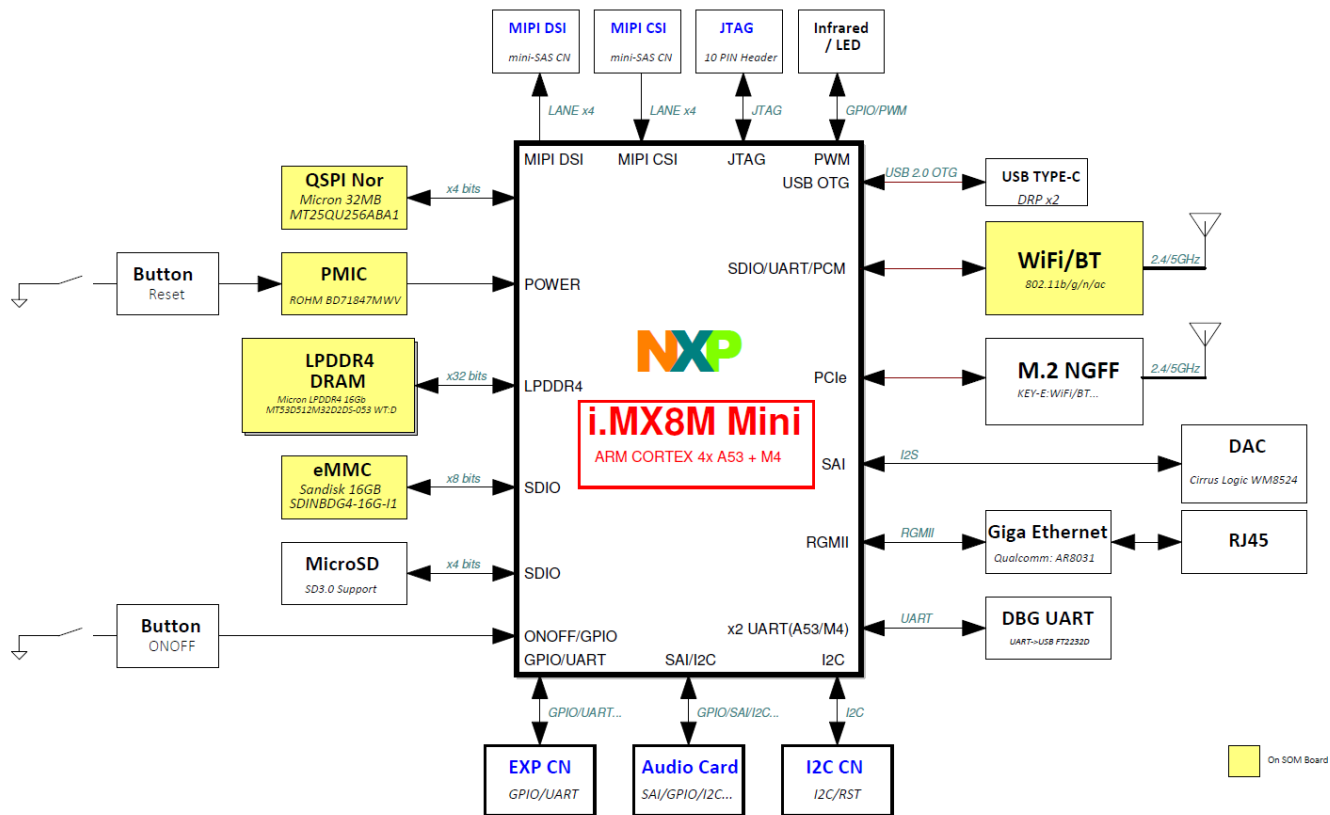 MIPI DSI
mini-SAS CN
MIPI CSI
mini-SAS CN
JTAG
10 PIN Header
Infrared
/ LED
LANE x4
LANE x4
JTAG
GPIO/PWM
MIPI DSI
MIPI CSI
JTAG
PWM
QSPI Nor
Micron 32MB
MT25QU256ABA1
x4 bits
USB OTG
USB 2.0 OTG
USB TYPE-C
DRP x2
Button
Reset
PMIC
ROHM BD71847MWV
POWER
SDIO/UART/PCM
WiFi/BT
802.11b/g/n/ac
2.4/5GHz
LPDDR4
DRAM
Micron LPDDR4 16Gb
MT53D512M32D2DS-053 WT:D
x32 bits
LPDDR4
NXP
i.MX8M Mini
ARM CORTEX 4x A53 + M4
PCIe
M.2 NGFF
KEY-E:WiFi/BT...
2.4/5GHz
eMMC
Sandisk 16GB
SDINBDG4-16G-I1
x8 bits
SDIO
SAI
I2S
DAC
Cirrus Logic WM8524
MicroSD
SD3.0 Support
x4 bits
SDIO
RGMII
RGMII
Giga Ethernet
Qualcomm: AR8031
RJ45
Button
ONOFF
ONOFF/GPIO
x2 UART(A53/M4)
UART
DBG UART
UART->USB FT2232D
GPIO/UART
SAI/I2C
I2C
GPIO/UART...
GPIO/SAI/I2C...
I2C
EXP CN
GPIO/UART
Audio Card
SAI/GPIO/I2C...
I2C CN
I2C/RST
On SOM Board